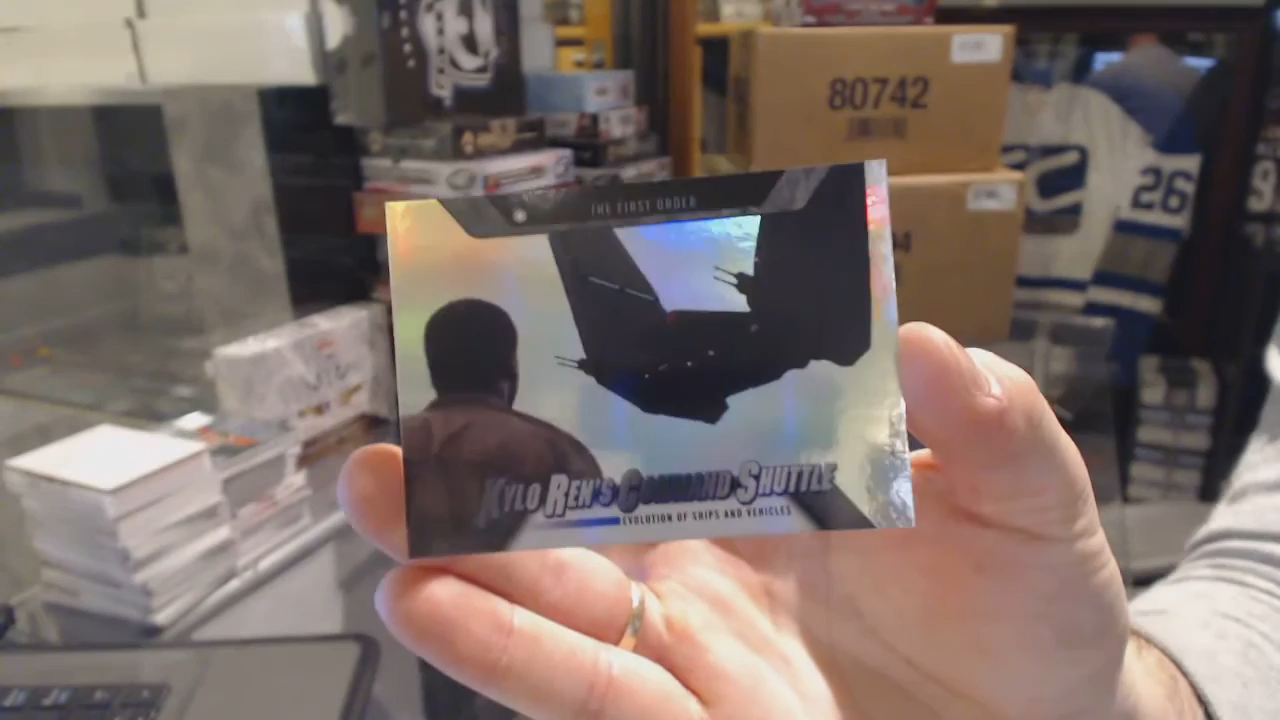 80742
26
THE FIRST ORDER
KYLO REN'S COMMAND SHUTTLE
EVOLUTION OF SHIPS AND VEHICLES